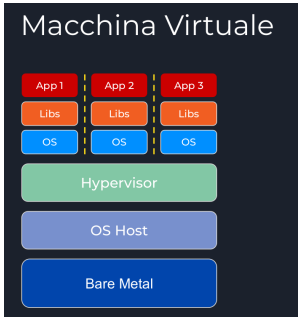 Macchina Virtuale
App 1 App 2 App 3
Libs Libs Libs
OS OS OS
Hypervisor
OS Host
Bare Metal